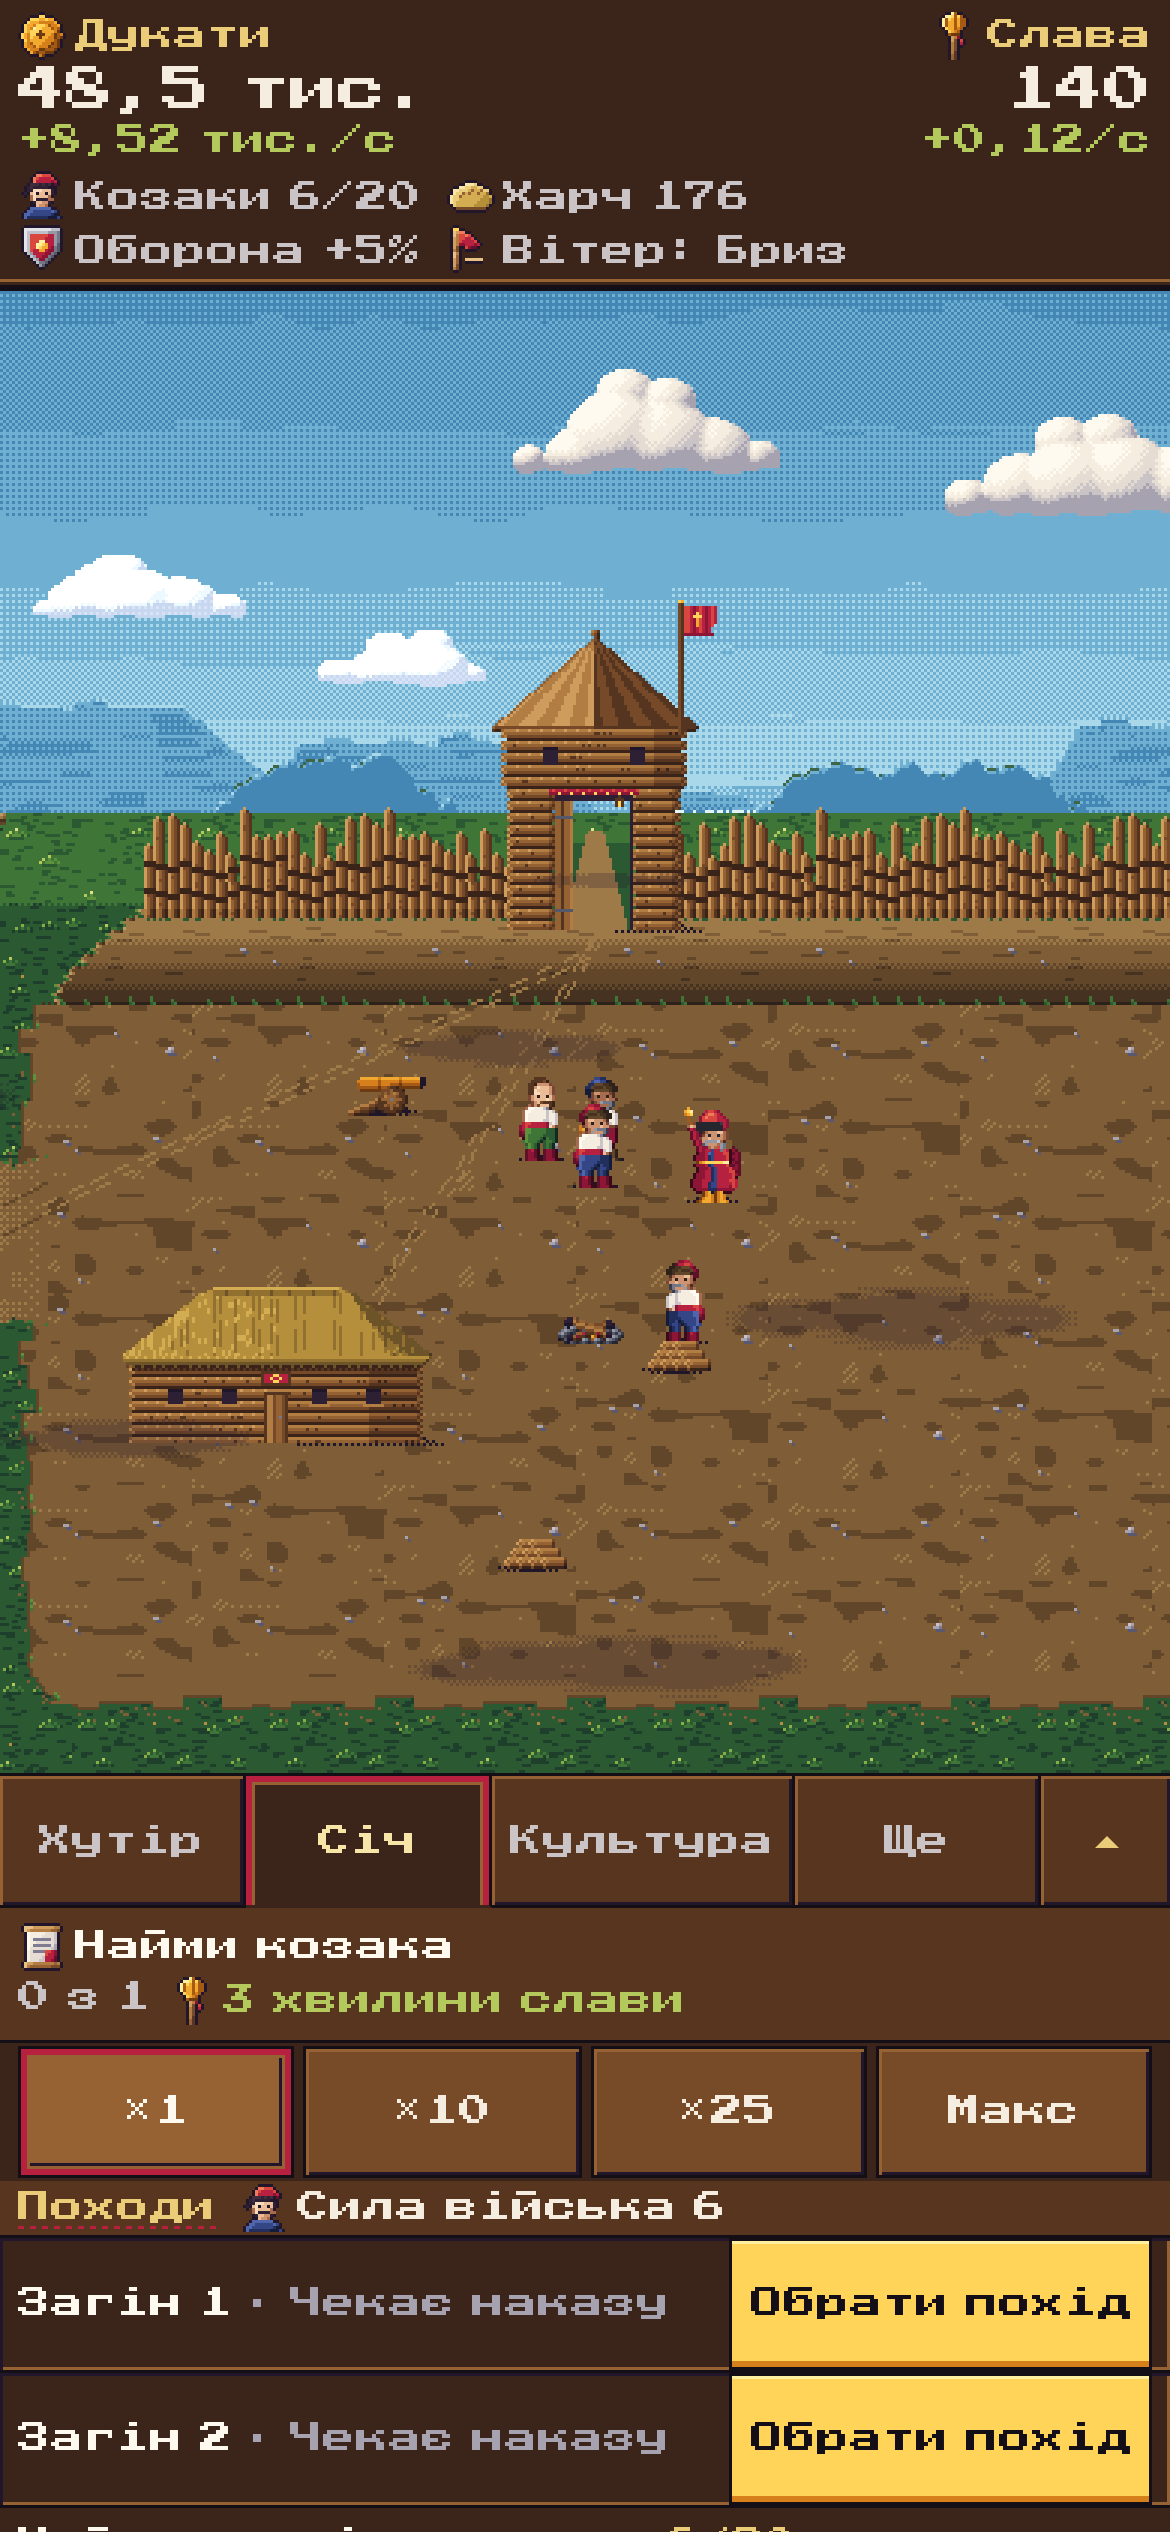 Дукати
Слава
48,5 тис.
140
+8,52 тис./с
+0,12/с
Козаки 6/20 Харч 176
Оборона +5% Вітер: Бриз
Хутір Січ Культура Ще
Найми козака
0 з 1 3 хвилини слави
×1 ×10 ×25 Макс
Походи Сила війська 6
Загін 1 · Чекає наказу Обрати похід
Загін 2 · Чекає наказу Обрати похід